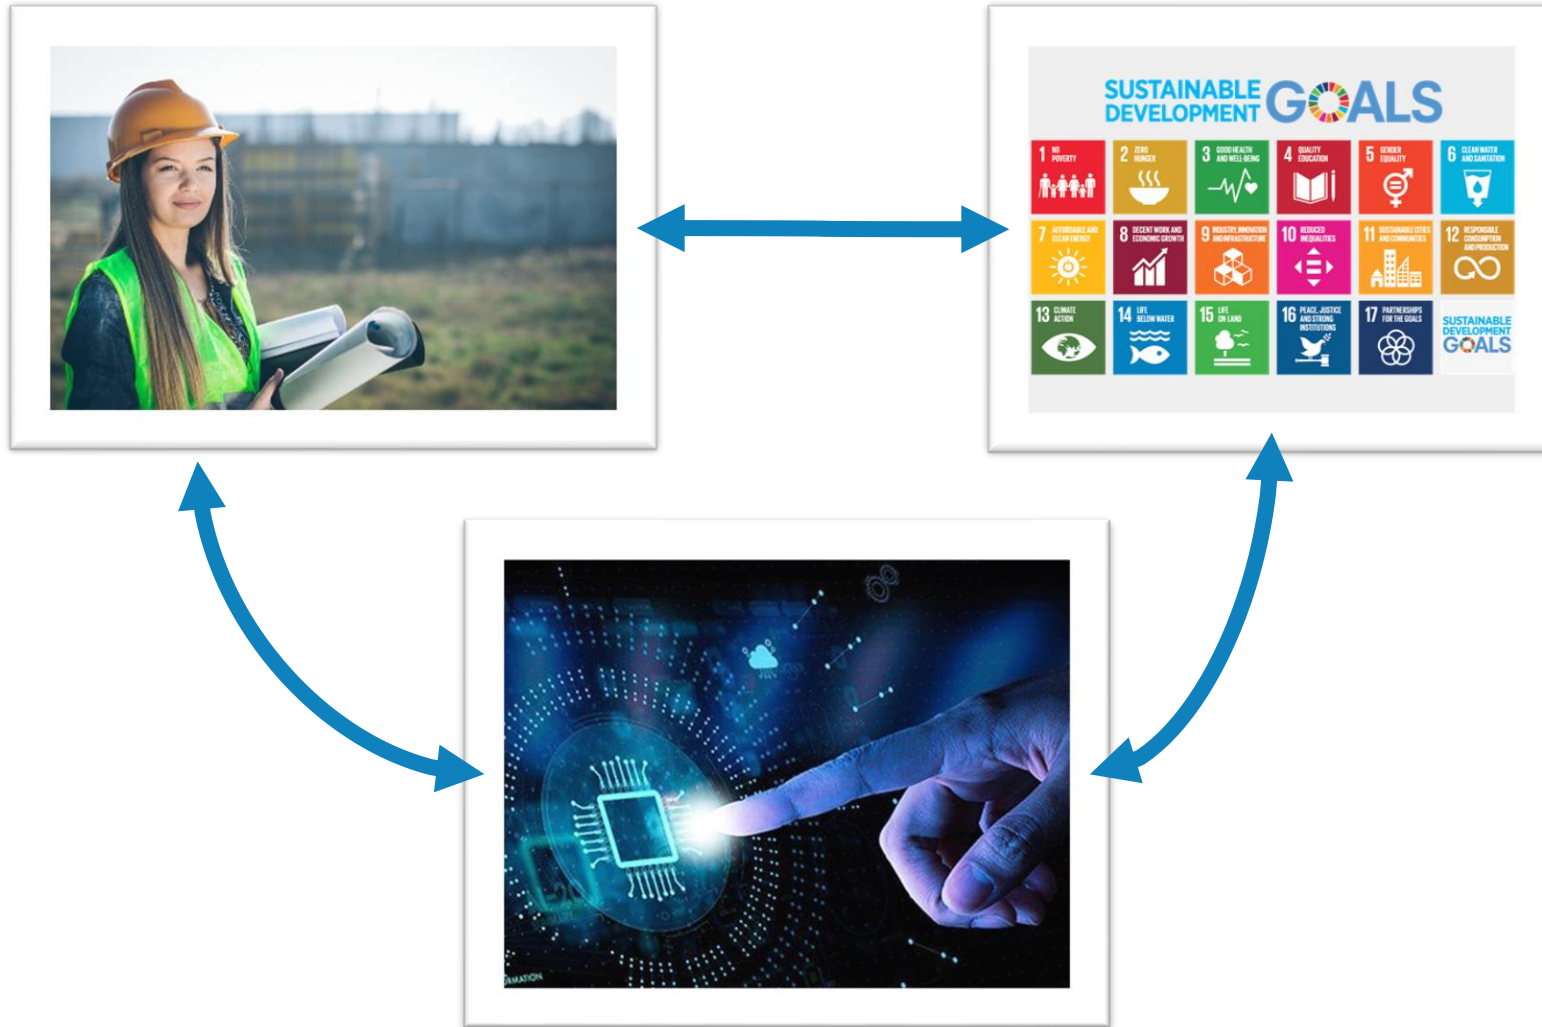 SUSTAINABLE
DEVELOPMENT GOALS
1 NO
POVERTY
2 ZERO
HUNGER
3 GOOD HEALTH
AND WELL-BEING
4 QUALITY
EDUCATION
5 GENDER
EQUALITY
6 CLEAN WATER
AND SANITATION
7 AFFORDABLE AND
CLEAN ENERGY
8 DECENT WORK AND
ECONOMIC GROWTH
9 INDUSTRY, INNOVATION
AND INFRASTRUCTURE
10 REDUCED
INEQUALITIES
11 SUSTAINABLE CITIES
AND COMMUNITIES
12 RESPONSIBLE
CONSUMPTION
AND PRODUCTION
13 CLIMATE
ACTION
14 LIFE
BELOW WATER
15 LIFE
ON LAND
16 PEACE, JUSTICE
AND STRONG
INSTITUTIONS
17 PARTNERSHIPS
FOR THE GOALS
SUSTAINABLE
DEVELOPMENT
GOALS